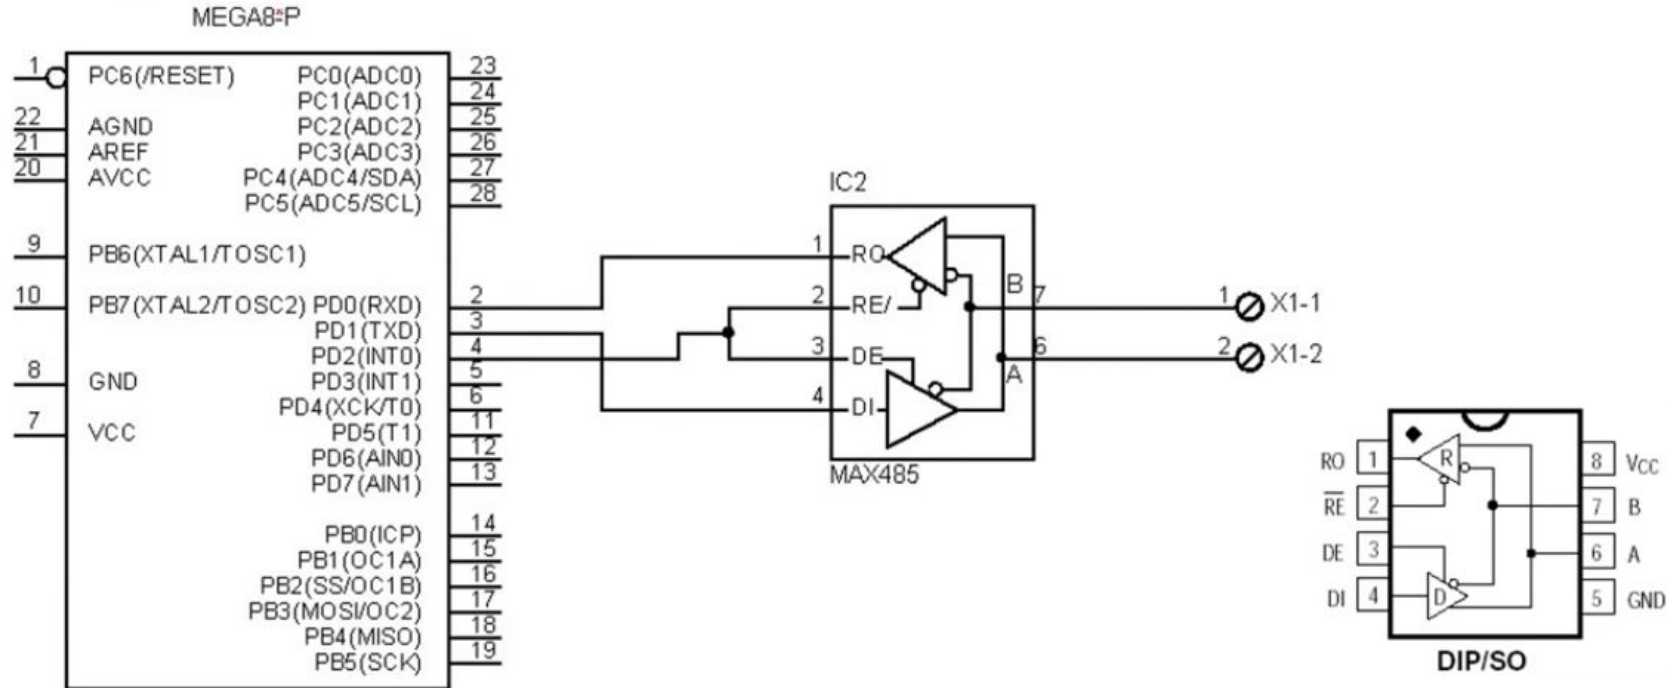 MEGA8-P
1 PC6(/RESET) PC0(ADC0) 23
PC1(ADC1) 24
22 AGND PC2(ADC2) 25
21 AREF PC3(ADC3) 26
20 AVCC PC4(ADC4/SDA) 27
PC5(ADC5/SCL) 28
9 PB6(XTAL1/TOSC1)
10 PB7(XTAL2/TOSC2) PD0(RXD) 2
PD1(TXD) 3
PD2(INT0) 4
8 GND PD3(INT1) 5
PD4(XCK/T0) 6
7 VCC PD5(T1) 11
PD6(AIN0) 12
PD7(AIN1) 13
PB0(ICP) 14
PB1(OC1A) 15
PB2(SS/OC1B) 16
PB3(MOSI/OC2) 17
PB4(MISO) 18
PB5(SCK) 19
IC2
1 RO
B
2 RE/ 7 1 X1-1
3 DE 6 2 X1-2
A
4 DI
MAX485
RO 1 R 8 VCC
RE 2 7 B
DE 3 6 A
DI 4 D 5 GND
DIP/SO